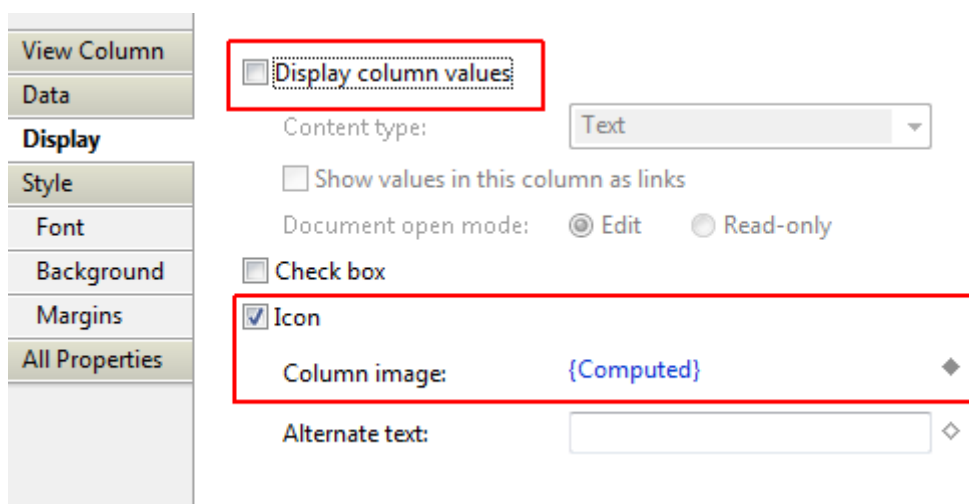 View Column
Data
Display
Style
Font
Background
Margins
All Properties
Display column values
Content type: Text
Show values in this column as links
Document open mode: Edit Read-only
Check box
Icon
Column image: {Computed}
Alternate text: